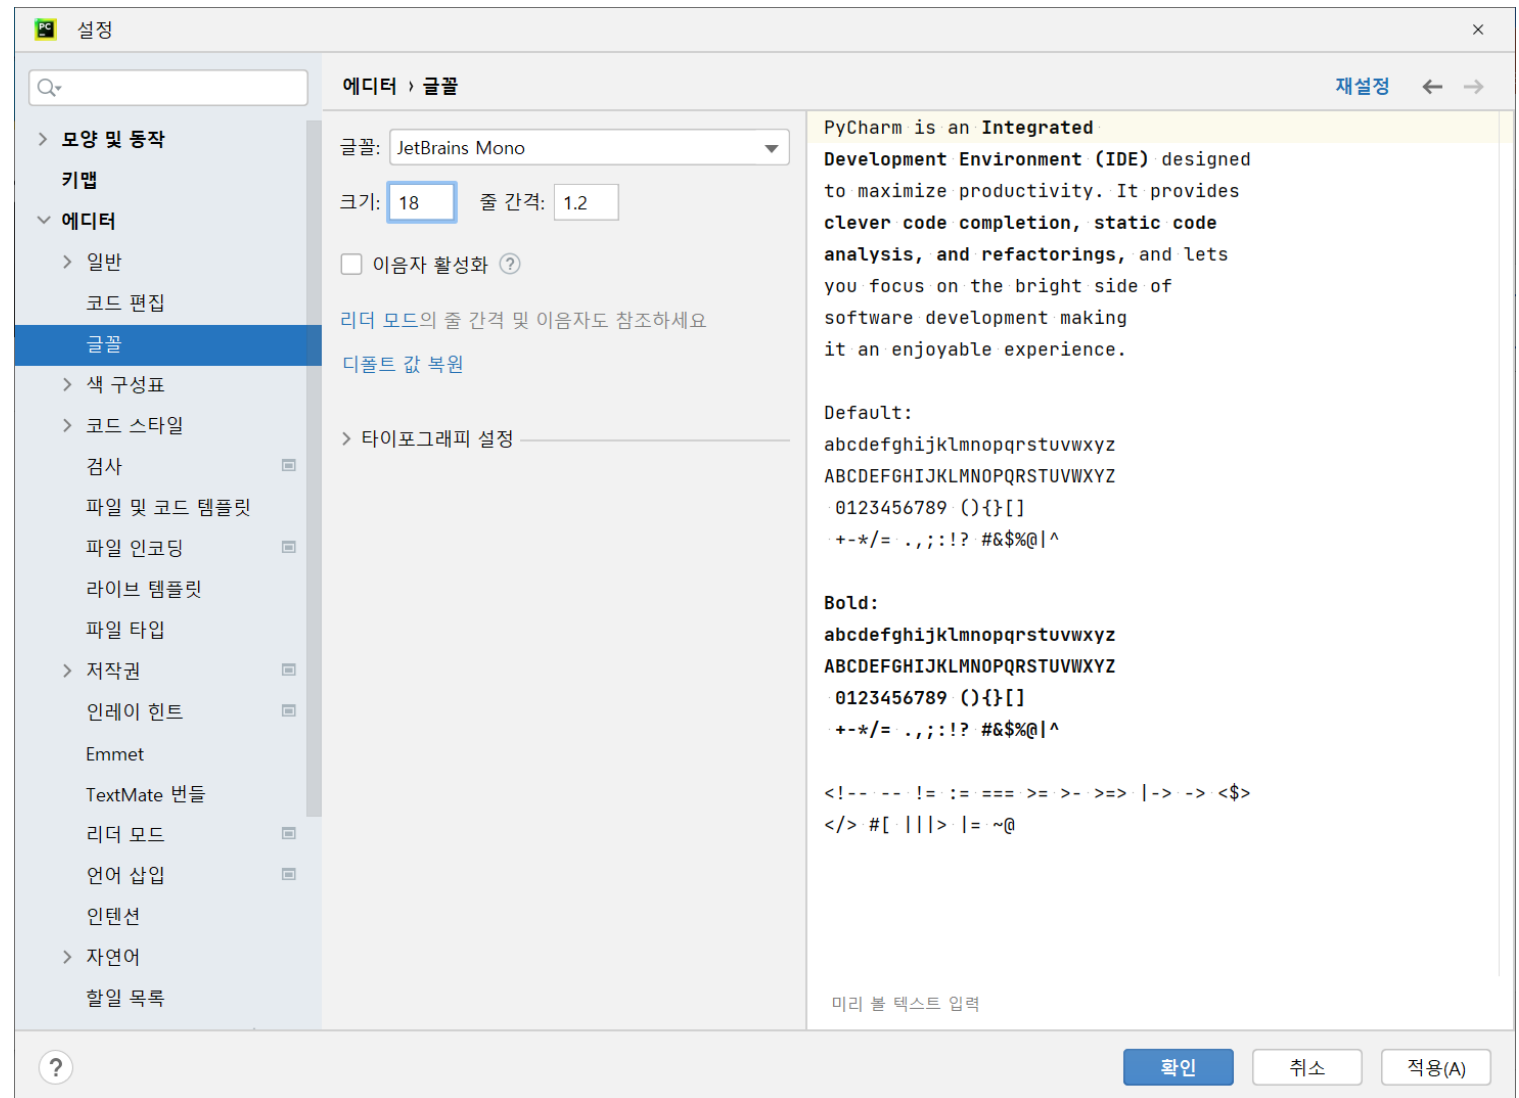 PC
설정
에디터 › 글꼴
재설정
모양 및 동작
키맵
에디터
일반
코드 편집
글꼴
색 구성표
코드 스타일
검사
파일 및 코드 템플릿
파일 인코딩
라이브 템플릿
파일 타입
저작권
인레이 힌트
Emmet
TextMate 번들
리더 모드
언어 삽입
인텐션
자연어
할일 목록
글꼴: JetBrains Mono
크기: 18 줄 간격: 1.2
이음자 활성화 ?
리더 모드의 줄 간격 및 이음자도 참조하세요
디폴트 값 복원
타이포그래피 설정
PyCharm is an Integrated
Development Environment (IDE) designed
to maximize productivity. It provides
clever code completion, static code
analysis, and refactorings, and lets
you focus on the bright side of
software development making
it an enjoyable experience.
Default:
abcdefghijklmnopqrstuvwxyz
ABCDEFGHIJKLMNOPQRSTUVWXYZ
0123456789 (){}[]
+-*/= .,;:!? #&$%@|^
Bold:
abcdefghijklmnopqrstuvwxyz
ABCDEFGHIJKLMNOPQRSTUVWXYZ
0123456789 (){}[]
+-*/= .,;:!? #&$%@|^
<!-- -- != := === >= >- >=> |-> -> <$>
</> #[ |||> |= ~@
미리 볼 텍스트 입력
?
확인
취소
적용(A)